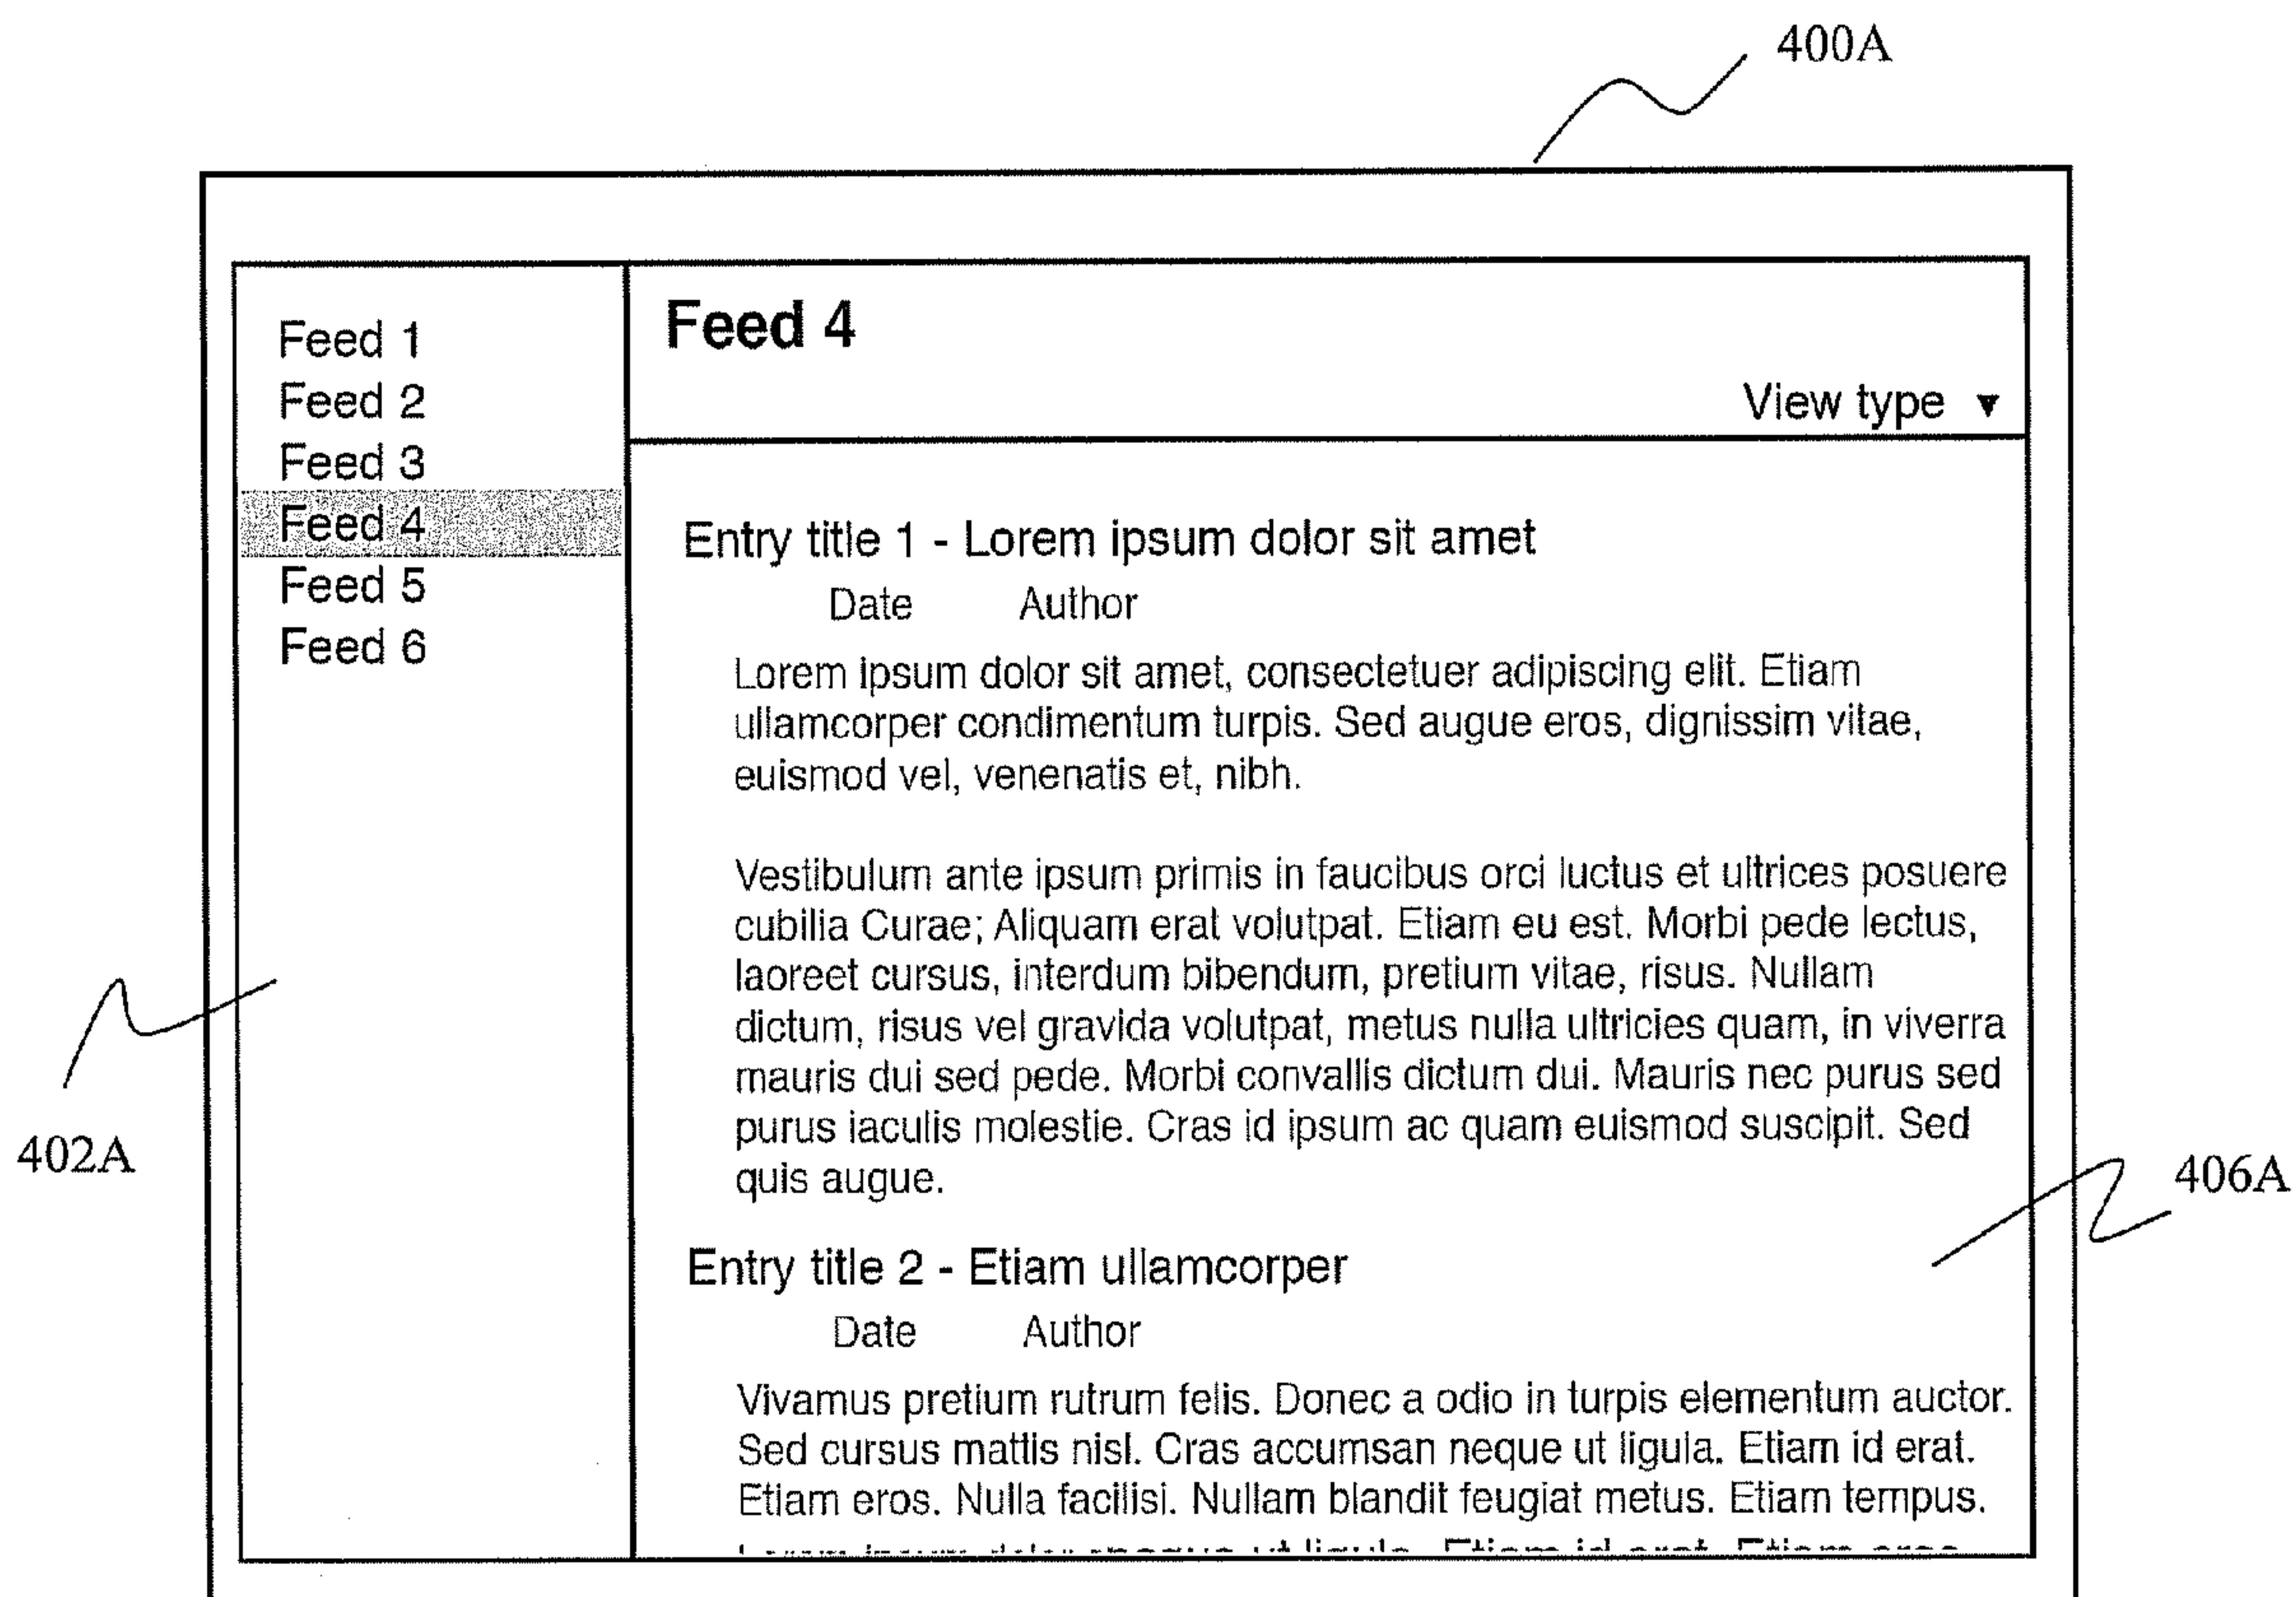 400A
Feed 1
Feed 2
Feed 3
Feed 4
Feed 5
Feed 6
Feed 4
View type ▼
Entry title 1 - Lorem ipsum dolor sit amet
Date Author
Lorem ipsum dolor sit amet, consectetuer adipiscing elit. Etiam
ullamcorper condimentum turpis. Sed augue eros, dignissim vitae,
euismod vel, venenatis et, nibh.
Vestibulum ante ipsum primis in faucibus orci luctus et ultrices posuere
cubilia Curae; Aliquam erat volutpat. Etiam eu est. Morbi pede lectus,
laoreet cursus, interdum bibendum, pretium vitae, risus. Nullam
dictum, risus vel gravida volutpat, metus nulla ultricies quam, in viverra
mauris dui sed pede. Morbi convallis dictum dui. Mauris nec purus sed
purus iaculis molestie. Cras id ipsum ac quam euismod suscipit. Sed
quis augue.
402A
406A
Entry title 2 - Etiam ullamcorper
Date Author
Vivamus pretium rutrum felis. Donec a odio in turpis elementum auctor.
Sed cursus mattis nisl. Cras accumsan neque ut ligula. Etiam id erat.
Etiam eros. Nulla facilisi. Nullam blandit feugiat metus. Etiam tempus.